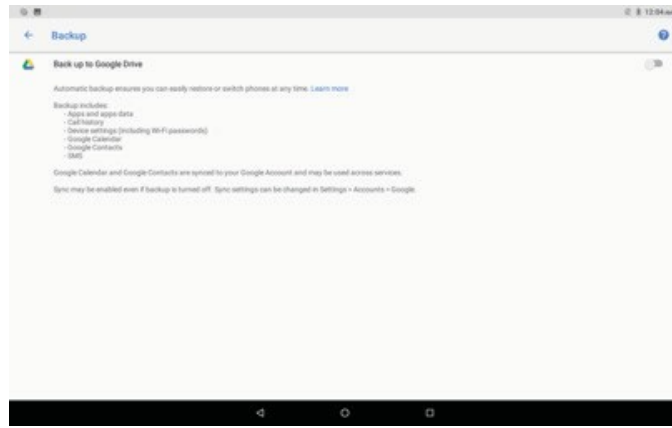 12:04 AM
Backup
Back up to Google Drive
Automatic backup ensures you can easily restore or switch phones at any time. Learn more
Backup includes:
- Apps and apps data
- Call history
- Device settings (including Wi-Fi passwords)
- Google Calendar
- Google Contacts
- SMS
Google Calendar and Google Contacts are synced to your Google Account and may be used across services.
Sync may be enabled even if backup is turned off. Sync settings can be changed in Settings > Accounts > Google.